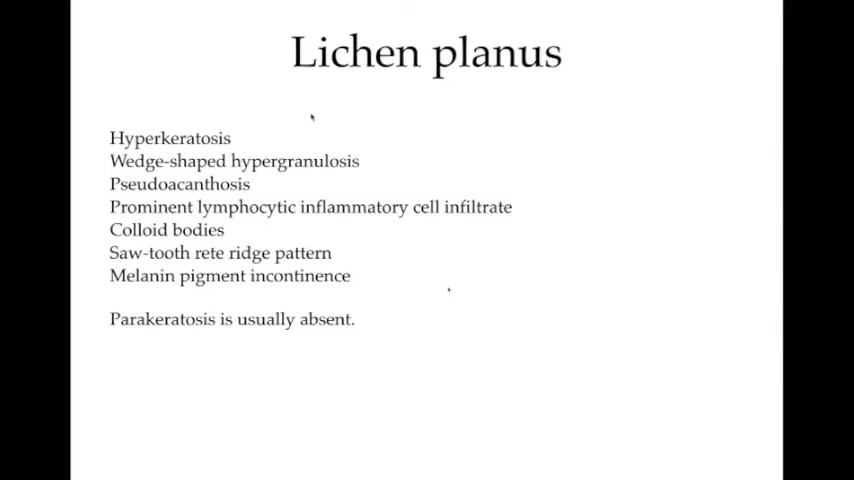 Lichen planus
Hyperkeratosis
Wedge-shaped hypergranulosis
Pseudoacanthosis
Prominent lymphocytic inflammatory cell infiltrate
Colloid bodies
Saw-tooth rete ridge pattern
Melanin pigment incontinence
Parakeratosis is usually absent.